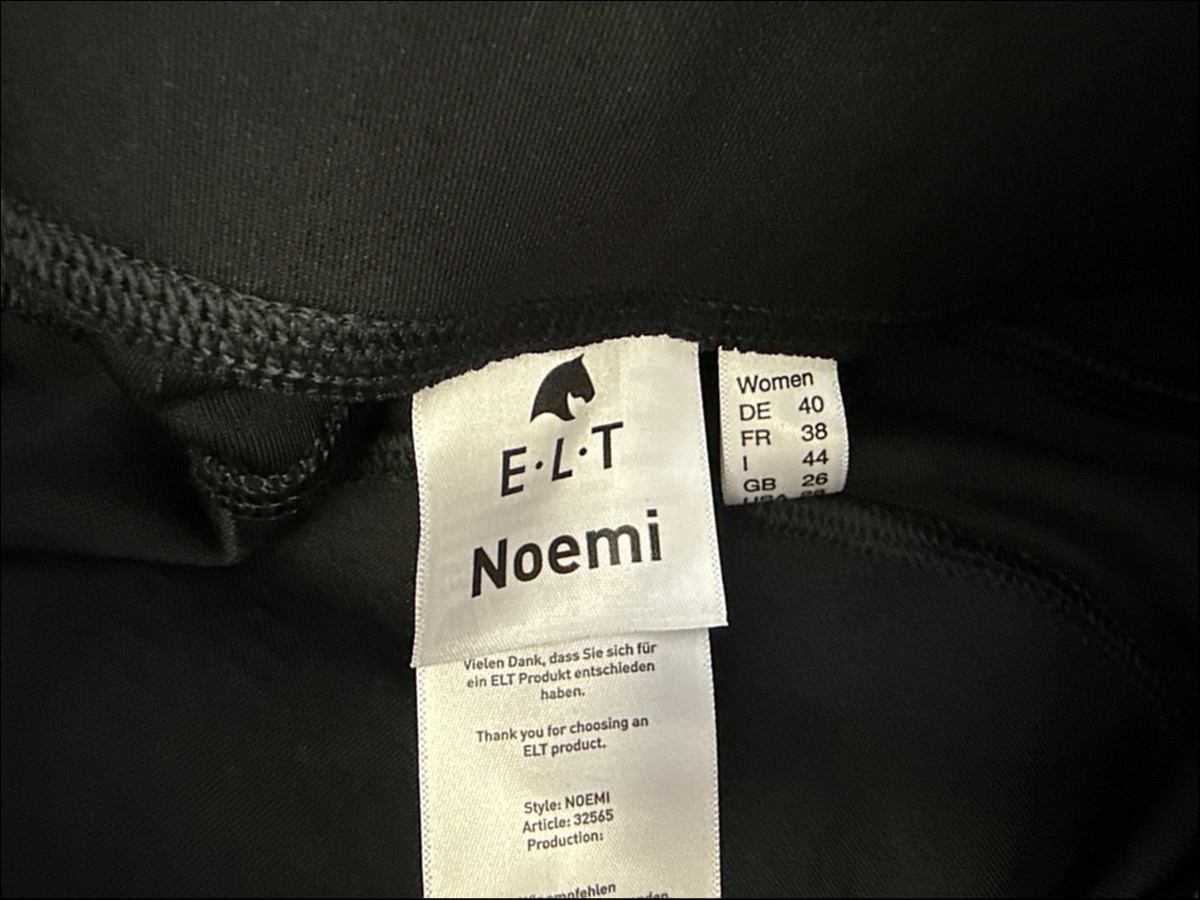 E·L·T
Noemi
Vielen Dank, dass Sie sich für
ein ELT Produkt entschieden
haben.
Thank you for choosing an
ELT product.
Style: NOEMI
Article: 32565
Production:
Women
DE 40
FR 38
I 44
GB 26